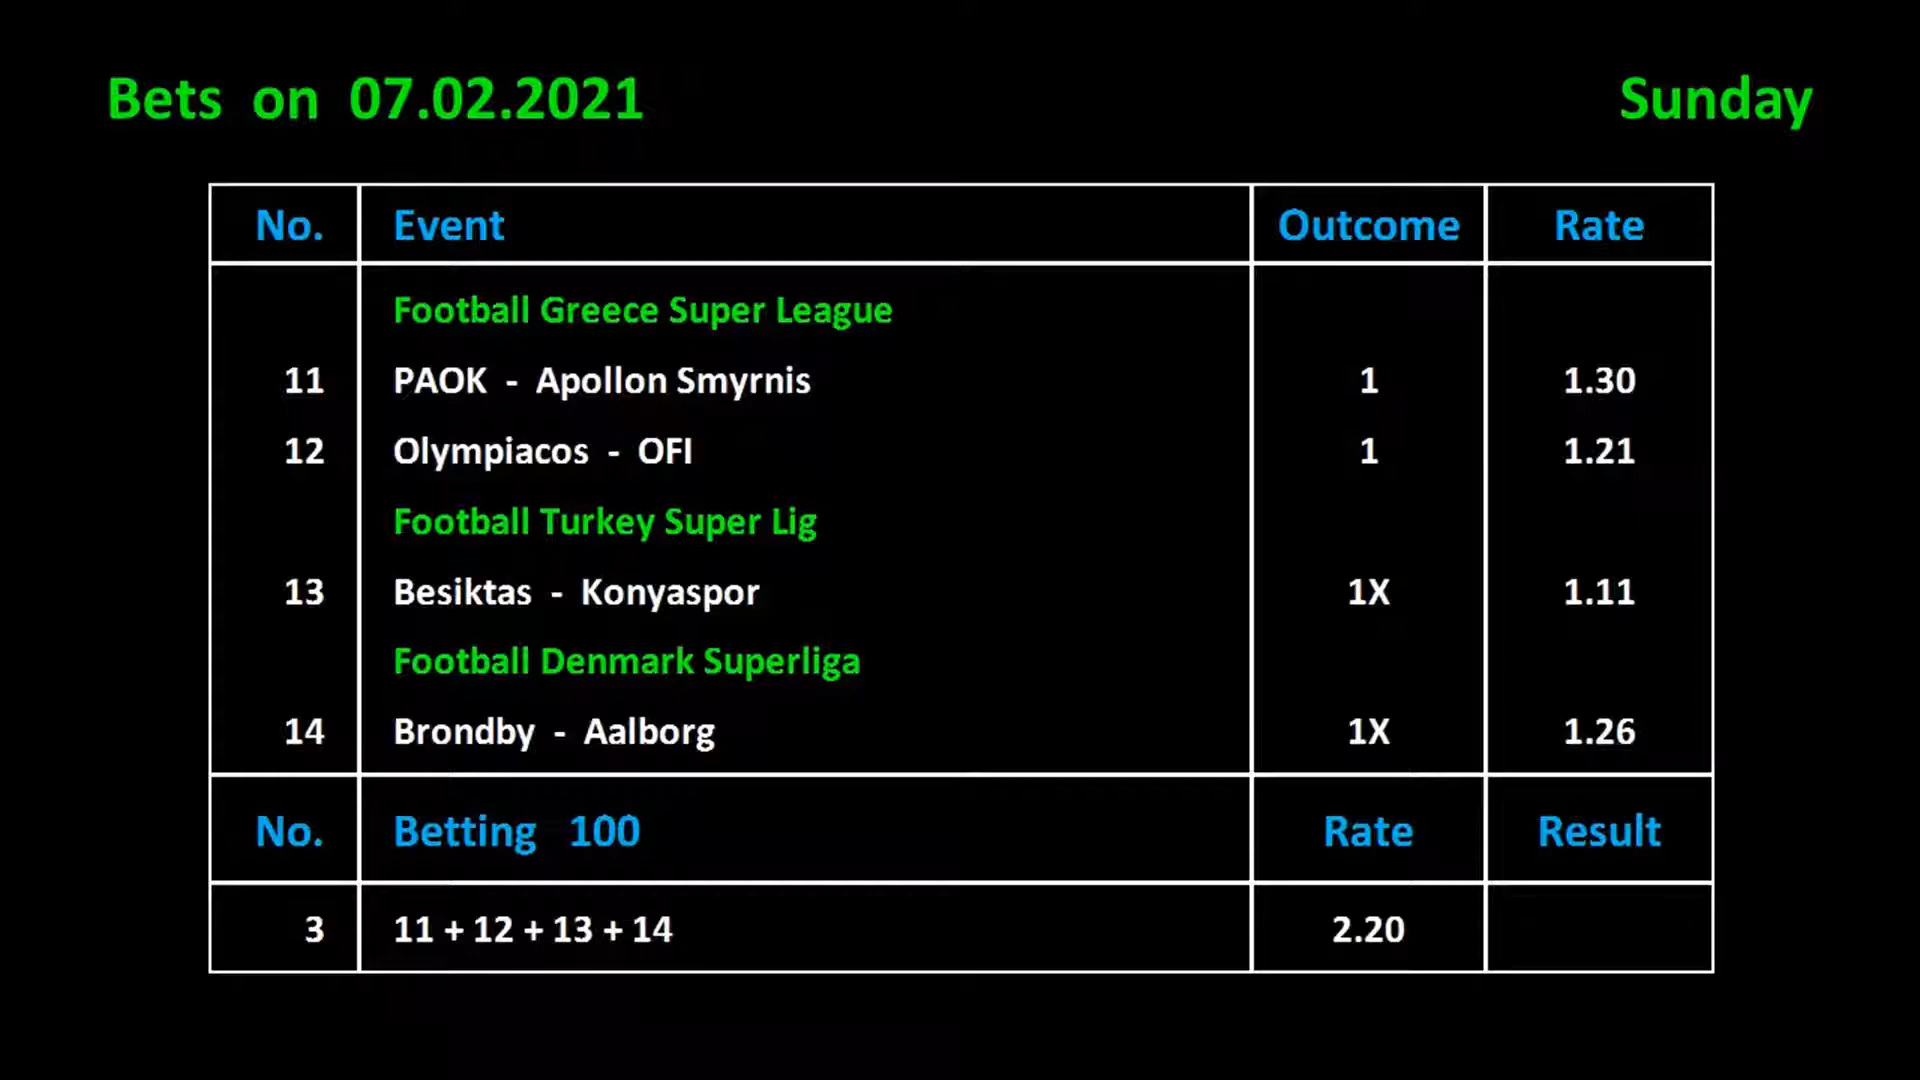 Bets on 07.02.2021 Sunday
No. Event Outcome Rate
Football Greece Super League
11 PAOK - Apollon Smyrnis 1 1.30
12 Olympiacos - OFI 1 1.21
Football Turkey Super Lig
13 Besiktas - Konyaspor 1X 1.11
Football Denmark Superliga
14 Brondby - Aalborg 1X 1.26
No. Betting 100 Rate Result
3 11 + 12 + 13 + 14 2.20